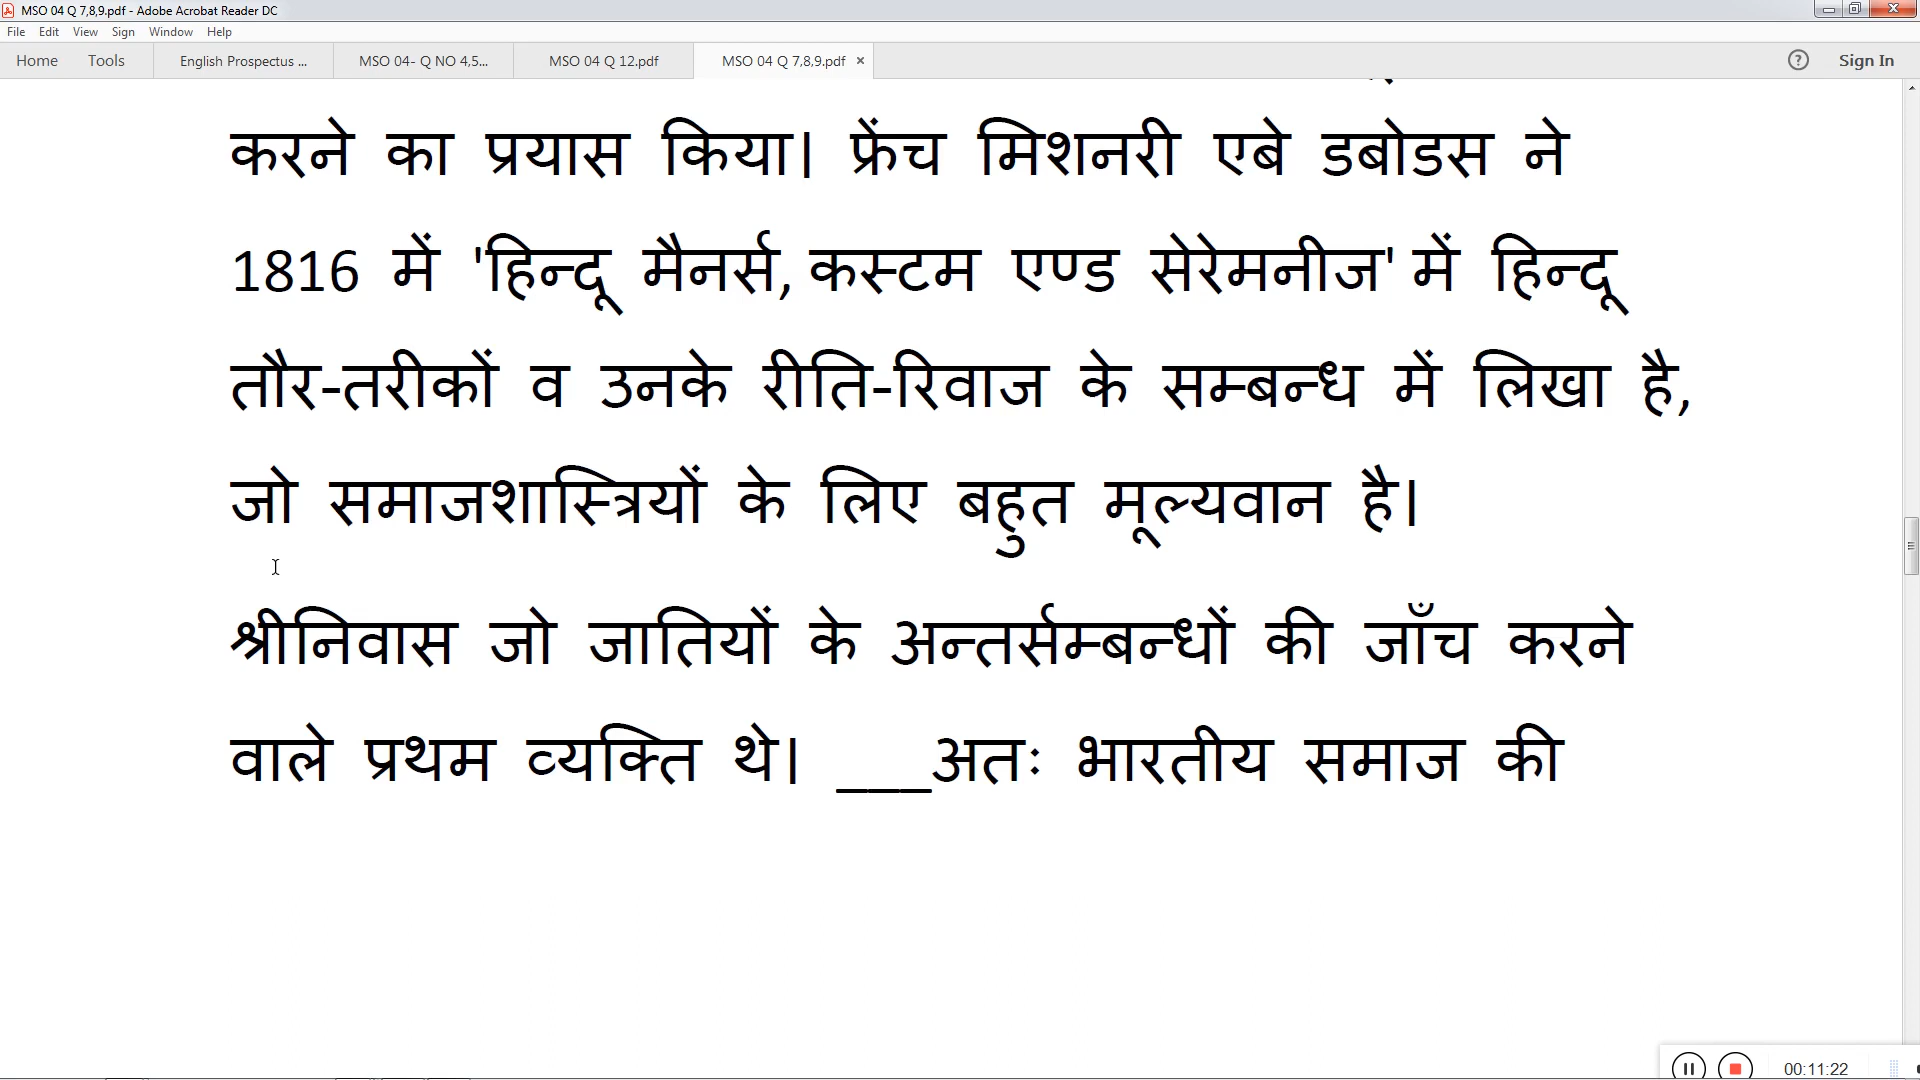 MSO 04 Q 7,8,9.pdf - Adobe Acrobat Reader DC
File Edit View Sign Window Help
Home Tools English Prospectus ... MSO 04- Q NO 4,5... MSO 04 Q 12.pdf MSO 04 Q 7,8,9.pdf × ? Sign In
करने का प्रयास किया। फ्रेंच मिशनरी एबे डबोडस ने
1816 में 'हिन्दू मैनर्स, कस्टम एण्ड सेरेमनीज' में हिन्दू
तौर-तरीकों व उनके रीति-रिवाज के सम्बन्ध में लिखा है,
जो समाजशास्त्रियों के लिए बहुत मूल्यवान है।
श्रीनिवास जो जातियों के अन्तर्सम्बन्धों की जाँच करने
वाले प्रथम व्यक्ति थे। ___अतः भारतीय समाज की
00:11:22